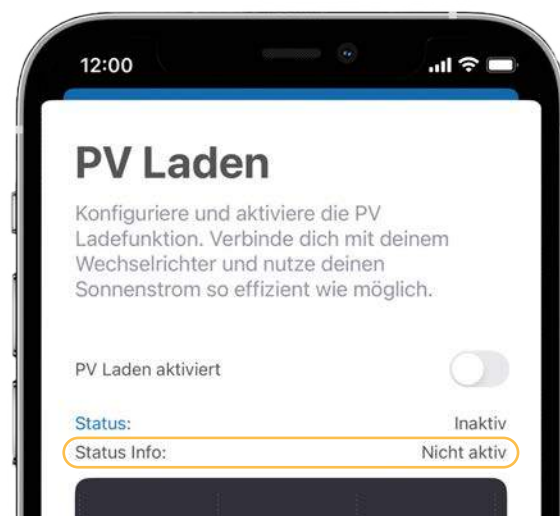 12:00
PV Laden
Konfiguriere und aktiviere die PV
Ladefunktion. Verbinde dich mit deinem
Wechselrichter und nutze deinen
Sonnenstrom so effizient wie möglich.
PV Laden aktiviert
Status: Inaktiv
Status Info: Nicht aktiv